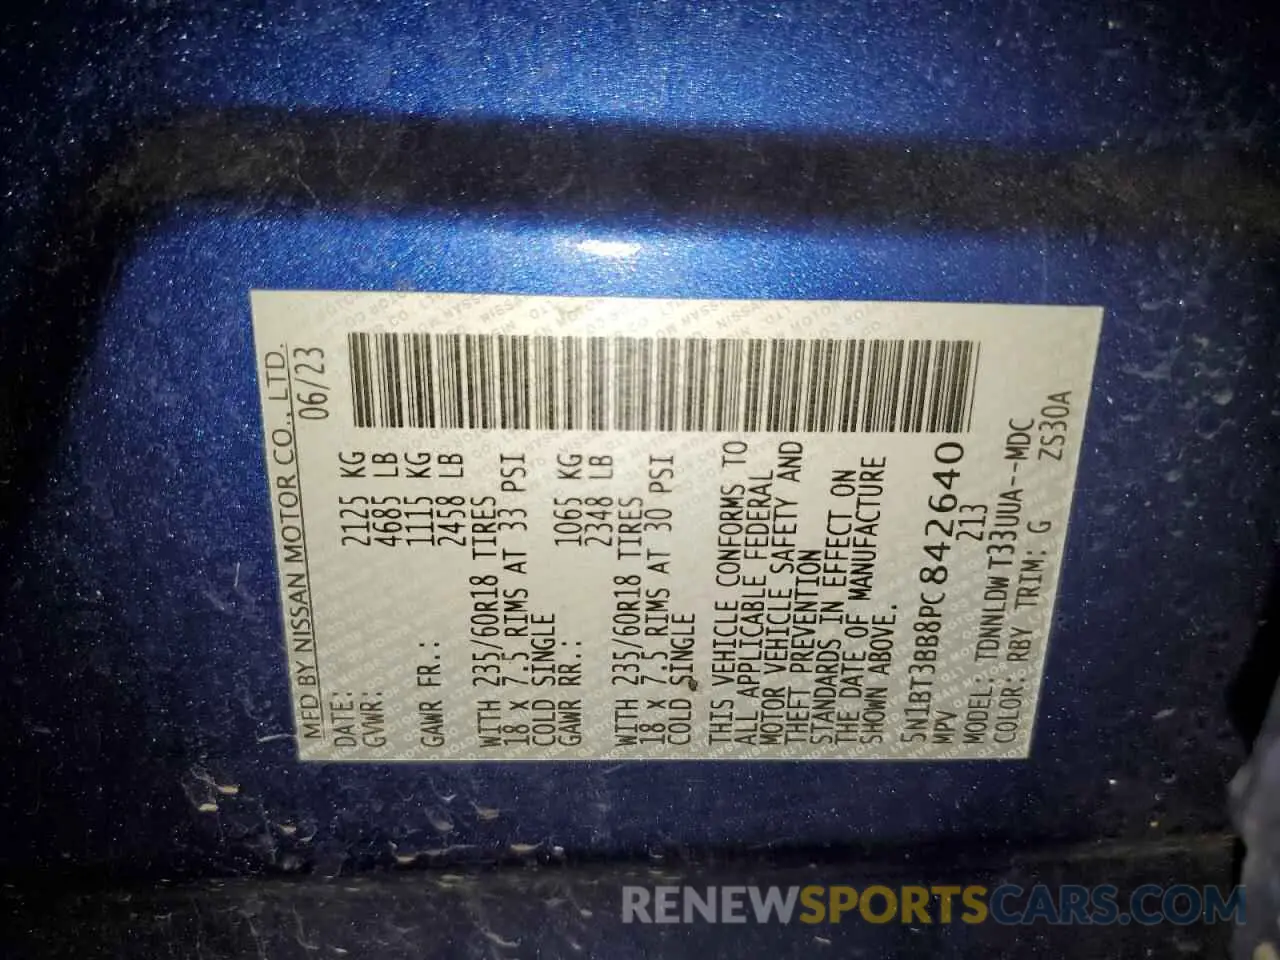 MFD BY NISSAN MOTOR CO., LTD.
DATE: 06/23
GVWR: 2125 KG
4685 LB
GAWR FR.: 1115 KG
2458 LB
WITH 235/60R18 TIRES
18 X 7.5 RIMS AT 33 PSI
COLD SINGLE
GAWR RR.: 1065 KG
2348 LB
WITH 235/60R18 TIRES
18 X 7.5 RIMS AT 30 PSI
COLD SINGLE
THIS VEHICLE CONFORMS TO
ALL APPLICABLE FEDERAL
MOTOR VEHICLE SAFETY AND
THEFT PREVENTION
STANDARDS IN EFFECT ON
THE DATE OF MANUFACTURE
SHOWN ABOVE.
5N1BT3BB8PC842640
MPV 213
MODEL: TDNNLDW T33UUA--MDC
COLOR: RBY TRIM: G ZS30A
RENEWSPORTSCARS.COM